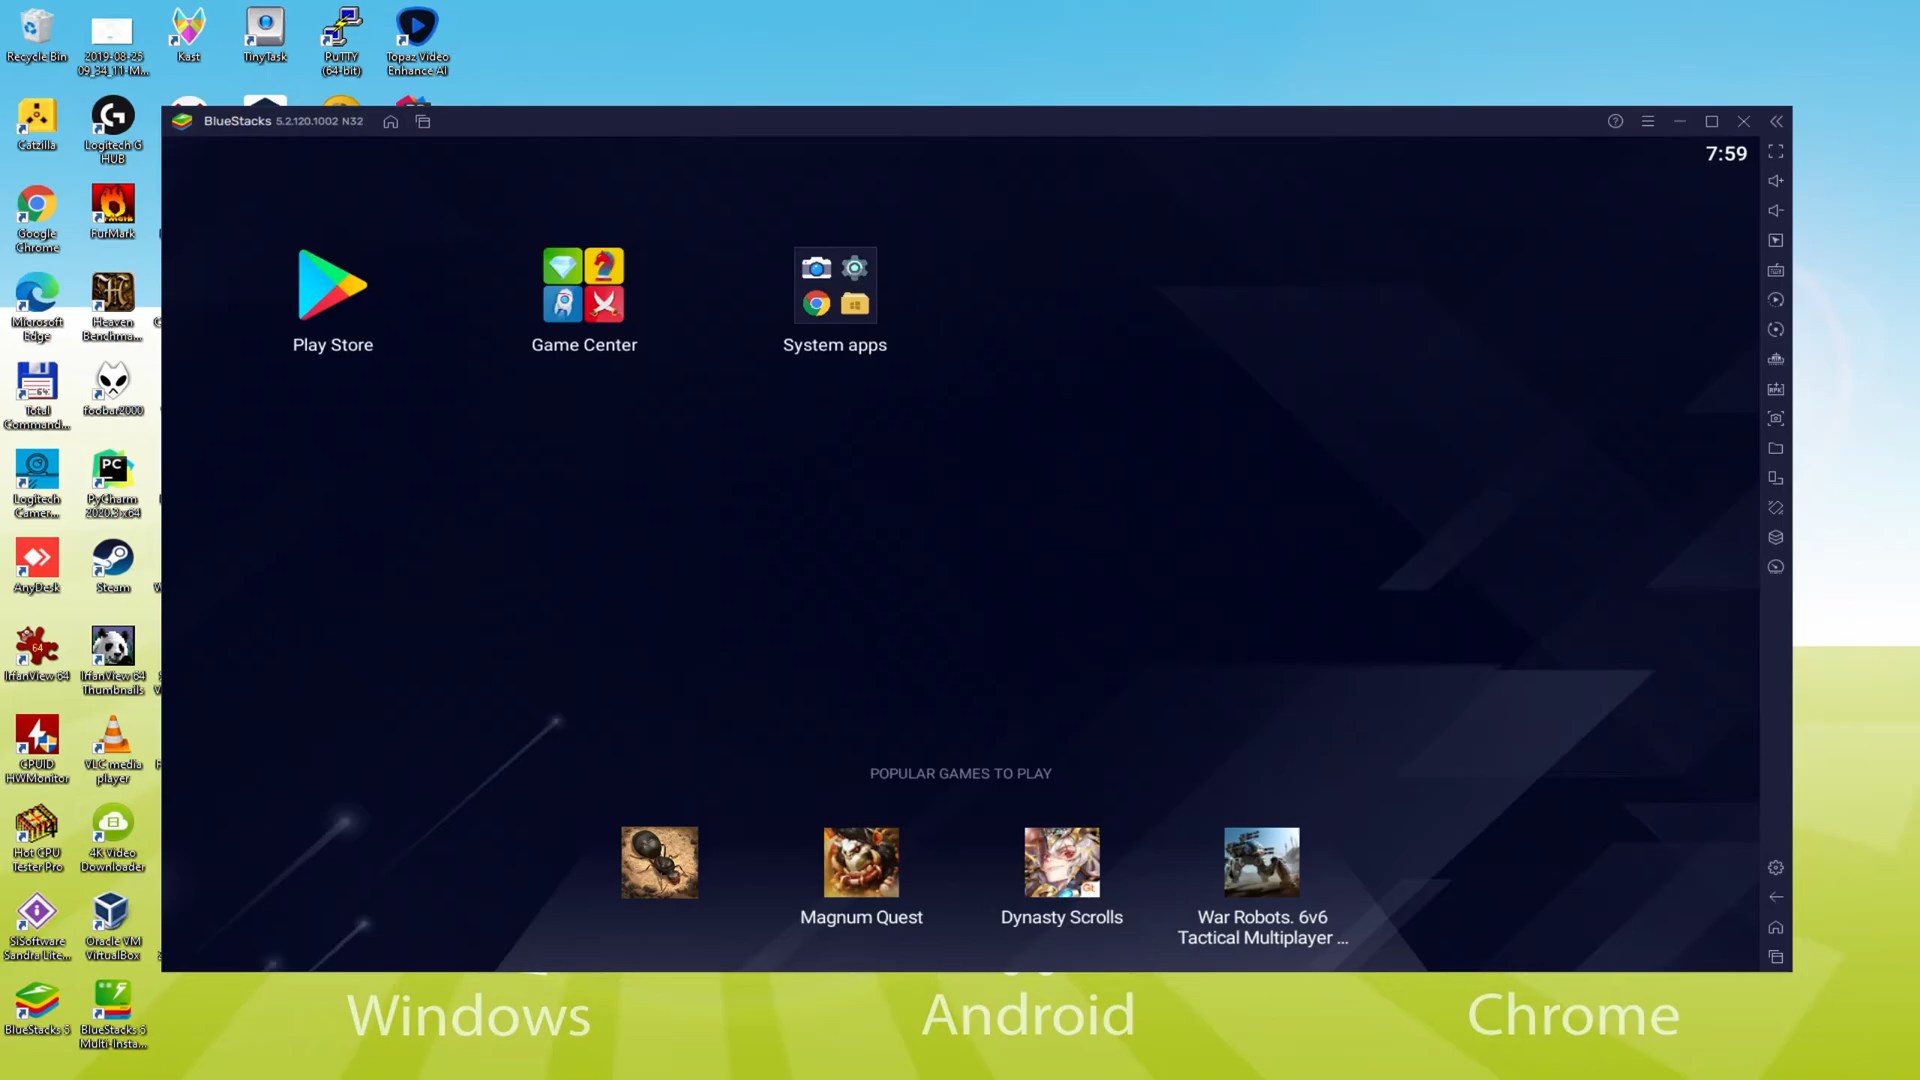 Recycle Bin
2019-08-25
09_34_11-M...
Kast
TinyTask
PuTTY
(64-bit)
Topaz Video
Enhance AI
Catzilla
Logitech G
HUB
Google
Chrome
FurMark
Microsoft
Edge
Heaven
Benchma...
Total
Command...
foobar2000
Logitech
Camer...
PyCharm
2020.3 x64
AnyDesk
Steam
IrfanView 64
IrfanView 64
Thumbnails
CPUID
HWMonitor
VLC media
player
Hot CPU
Tester Pro
4K Video
Downloader
SiSoftware
Sandra Lite...
Oracle VM
VirtualBox
BlueStacks 5
BlueStacks 5
Multi-Insta...
BlueStacks 5.2.120.1002 N32
7:59
Play Store
Game Center
System apps
POPULAR GAMES TO PLAY
Magnum Quest
Dynasty Scrolls
War Robots. 6v6
Tactical Multiplayer ...
Windows
Android
Chrome